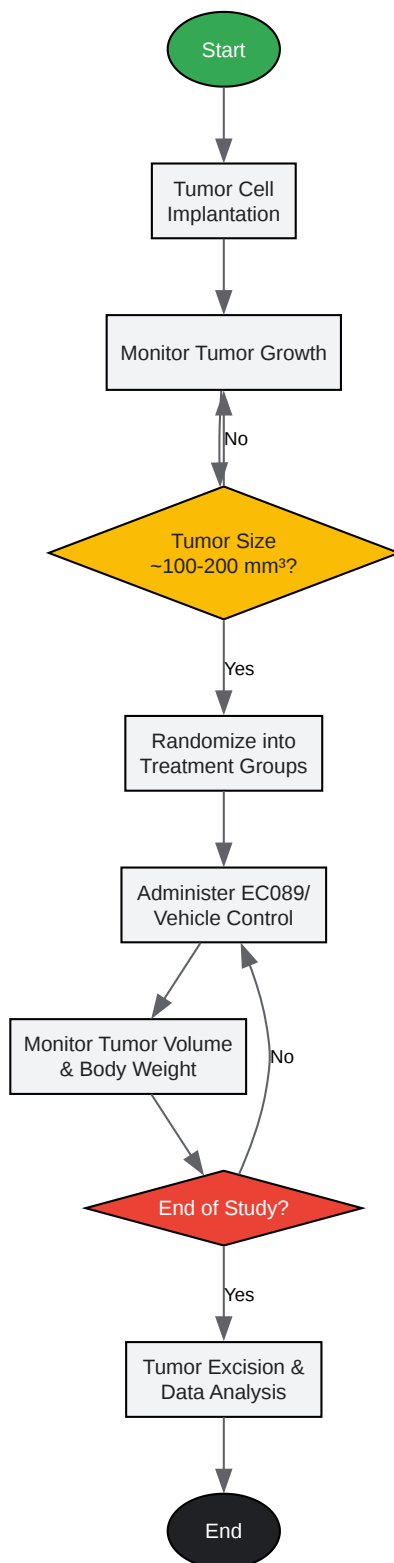 Start
Tumor Cell
Implantation
Monitor Tumor Growth
No
Tumor Size
~100-200 mm³?
Yes
Randomize into
Treatment Groups
Administer EC089/
Vehicle Control
Monitor Tumor Volume
& Body Weight
No
End of Study?
Yes
Tumor Excision &
Data Analysis
End